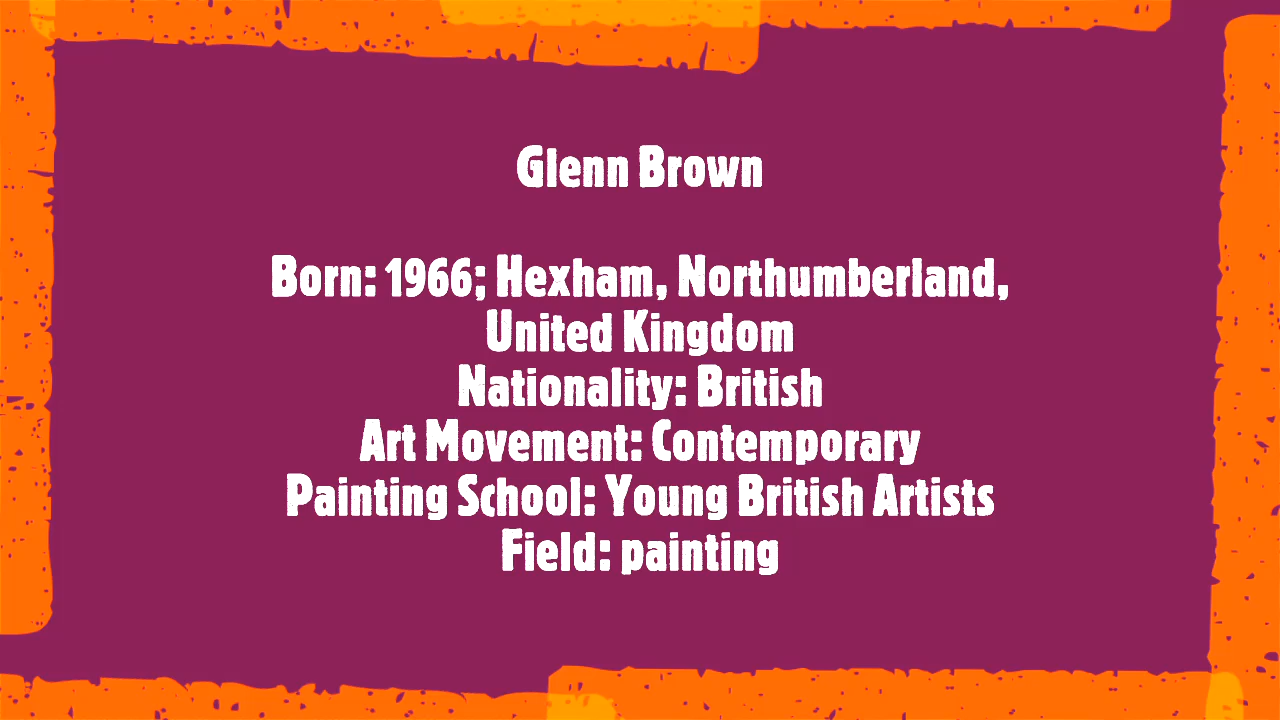 Glenn Brown
Born: 1966; Hexham, Northumberland,
United Kingdom
Nationality: British
Art Movement: Contemporary
Painting School: Young British Artists
Field: painting